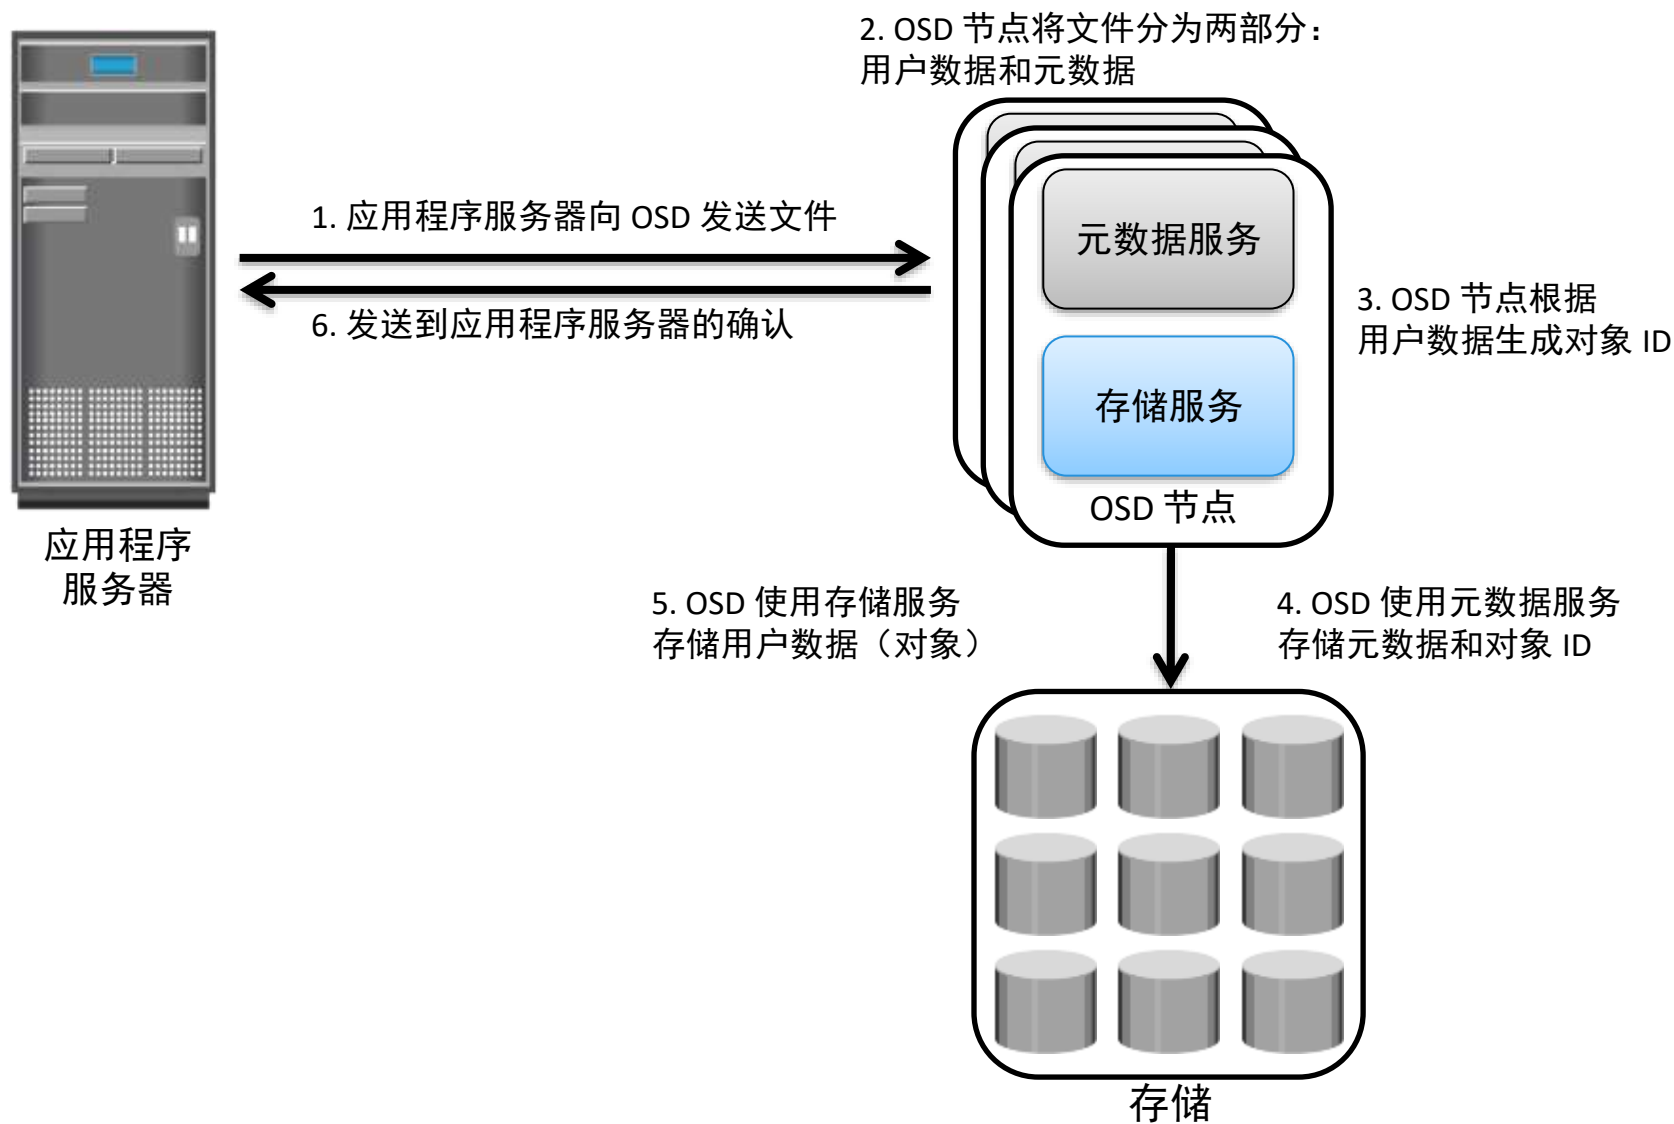 2. OSD 节点将文件分为两部分：
用户数据和元数据
1. 应用程序服务器向 OSD 发送文件
6. 发送到应用程序服务器的确认
元数据服务
存储服务
OSD 节点
3. OSD 节点根据
用户数据生成对象 ID
应用程序
服务器
5. OSD 使用存储服务
存储用户数据（对象）
4. OSD 使用元数据服务
存储元数据和对象 ID
存储